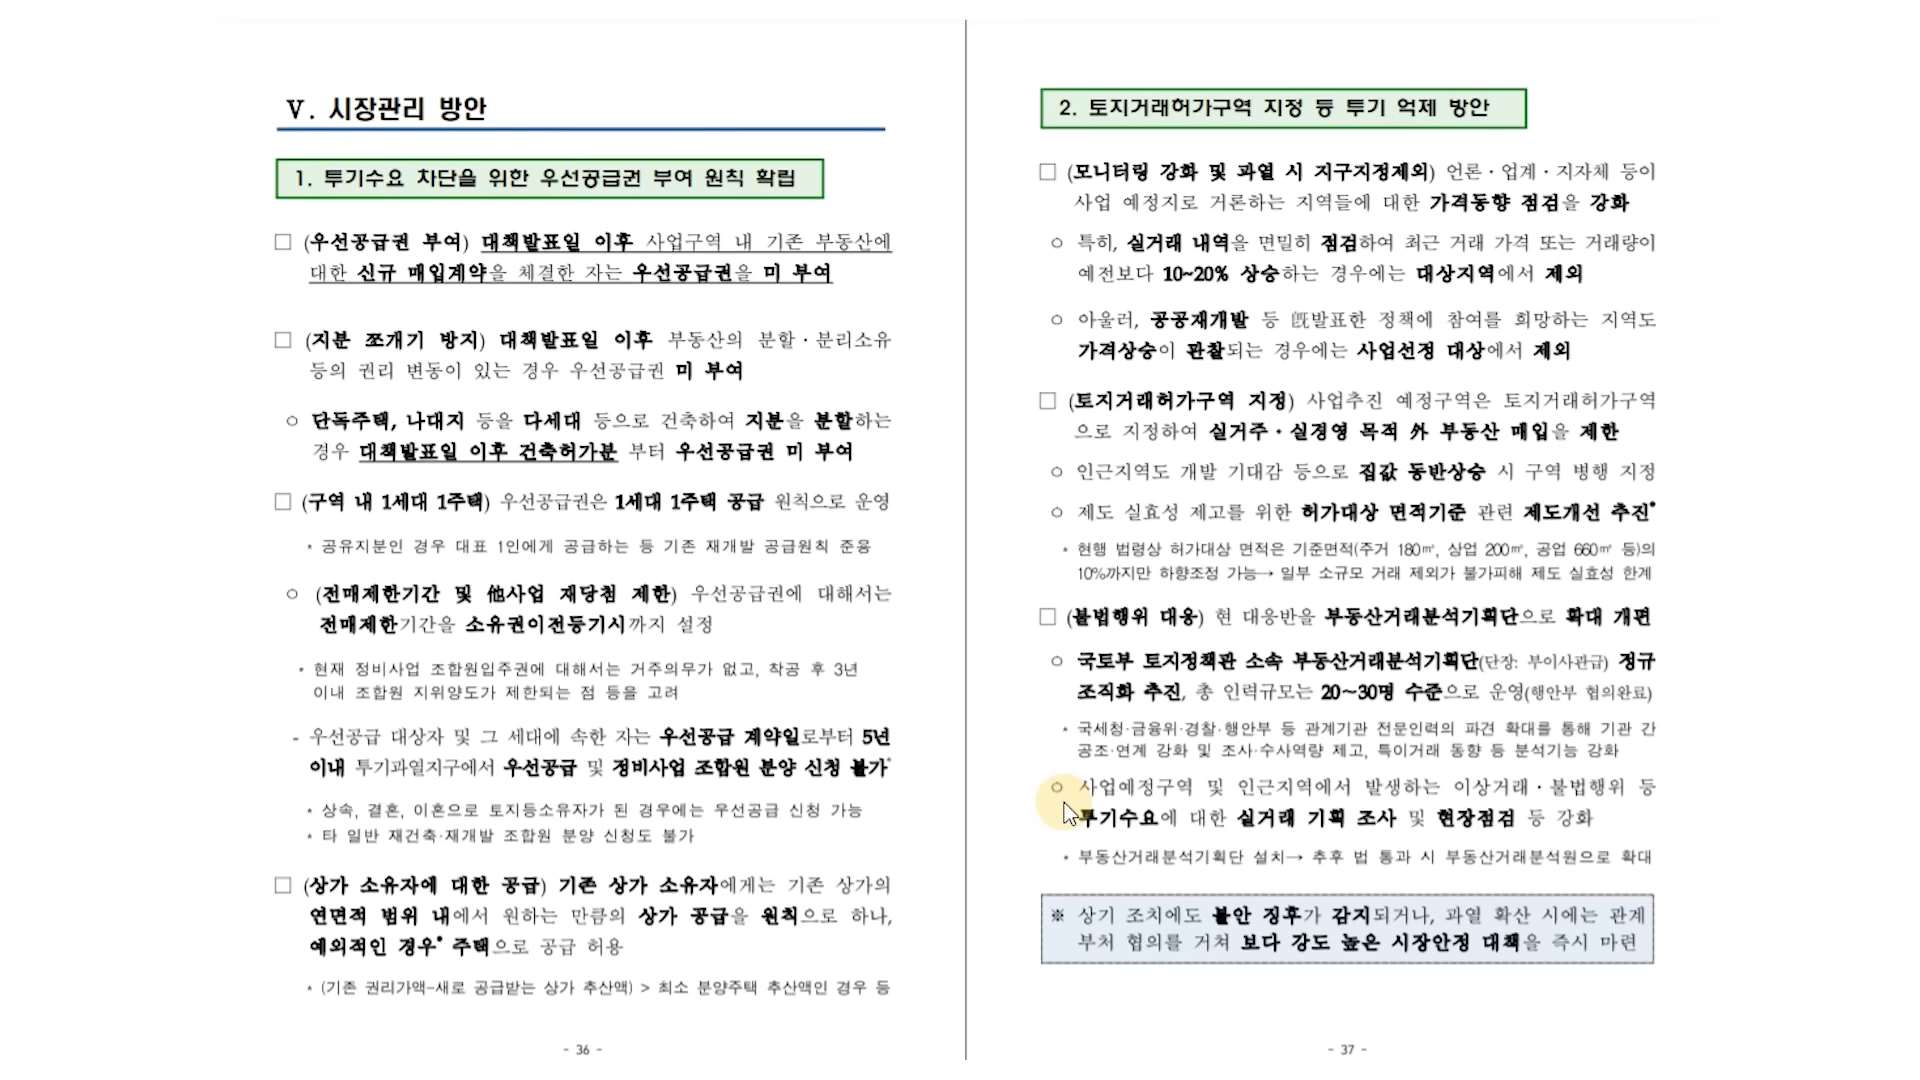 Ⅴ. 시장관리 방안
1. 투기수요 차단을 위한 우선공급권 부여 원칙 확립
□ (우선공급권 부여) 대책발표일 이후 사업구역 내 기존 부동산에
대한 신규 매입계약을 체결한 자는 우선공급권을 미 부여
□ (지분 쪼개기 방지) 대책발표일 이후 부동산의 분할·분리소유
등의 권리 변동이 있는 경우 우선공급권 미 부여
○ 단독주택, 나대지 등을 다세대 등으로 건축하여 지분을 분할하는
경우 대책발표일 이후 건축허가분 부터 우선공급권 미 부여
□ (구역 내 1세대 1주택) 우선공급권은 1세대 1주택 공급 원칙으로 운영
* 공유지분인 경우 대표 1인에게 공급하는 등 기존 재개발 공급원칙 준용
○ (전매제한기간 및 他사업 재당첨 제한) 우선공급권에 대해서는
전매제한기간을 소유권이전등기시까지 설정
* 현재 정비사업 조합원입주권에 대해서는 거주의무가 없고, 착공 후 3년
이내 조합원 지위양도가 제한되는 점 등을 고려
- 우선공급 대상자 및 그 세대에 속한 자는 우선공급 계약일로부터 5년
이내 투기과열지구에서 우선공급 및 정비사업 조합원 분양 신청 불가*
* 상속, 결혼, 이혼으로 토지등소유자가 된 경우에는 우선공급 신청 가능
* 타 일반 재건축·재개발 조합원 분양 신청도 불가
□ (상가 소유자에 대한 공급) 기존 상가 소유자에게는 기존 상가의
연면적 범위 내에서 원하는 만큼의 상가 공급을 원칙으로 하나,
예외적인 경우* 주택으로 공급 허용
* (기존 권리가액-새로 공급받는 상가 추산액) > 최소 분양주택 추산액인 경우 등
- 36 -
2. 토지거래허가구역 지정 등 투기 억제 방안
□ (모니터링 강화 및 과열 시 지구지정제외) 언론·업계·지자체 등이
사업 예정지로 거론하는 지역들에 대한 가격동향 점검을 강화
○ 특히, 실거래 내역을 면밀히 점검하여 최근 거래 가격 또는 거래량이
예전보다 10~20% 상승하는 경우에는 대상지역에서 제외
○ 아울러, 공공재개발 등 旣발표한 정책에 참여를 희망하는 지역도
가격상승이 관찰되는 경우에는 사업선정 대상에서 제외
□ (토지거래허가구역 지정) 사업추진 예정구역은 토지거래허가구역
으로 지정하여 실거주·실경영 목적 外 부동산 매입을 제한
○ 인근지역도 개발 기대감 등으로 집값 동반상승 시 구역 병행 지정
○ 제도 실효성 제고를 위한 허가대상 면적기준 관련 제도개선 추진*
* 현행 법령상 허가대상 면적은 기준면적(주거 180㎡, 상업 200㎡, 공업 660㎡ 등)의
10%까지만 하향조정 가능→ 일부 소규모 거래 제외가 불가피해 제도 실효성 한계
□ (불법행위 대응) 현 대응반을 부동산거래분석기획단으로 확대 개편
○ 국토부 토지정책관 소속 부동산거래분석기획단(단장: 부이사관급) 정규
조직화 추진, 총 인력규모는 20~30명 수준으로 운영(행안부 협의완료)
* 국세청·금융위·경찰·행안부 등 관계기관 전문인력의 파견 확대를 통해 기관 간
공조·연계 강화 및 조사·수사역량 제고, 특이거래 동향 등 분석기능 강화
○ 사업예정구역 및 인근지역에서 발생하는 이상거래·불법행위 등
투기수요에 대한 실거래 기획 조사 및 현장점검 등 강화
* 부동산거래분석기획단 설치→ 추후 법 통과 시 부동산거래분석원으로 확대
※ 상기 조치에도 불안 징후가 감지되거나, 과열 확산 시에는 관계
부처 협의를 거쳐 보다 강도 높은 시장안정 대책을 즉시 마련
- 37 -